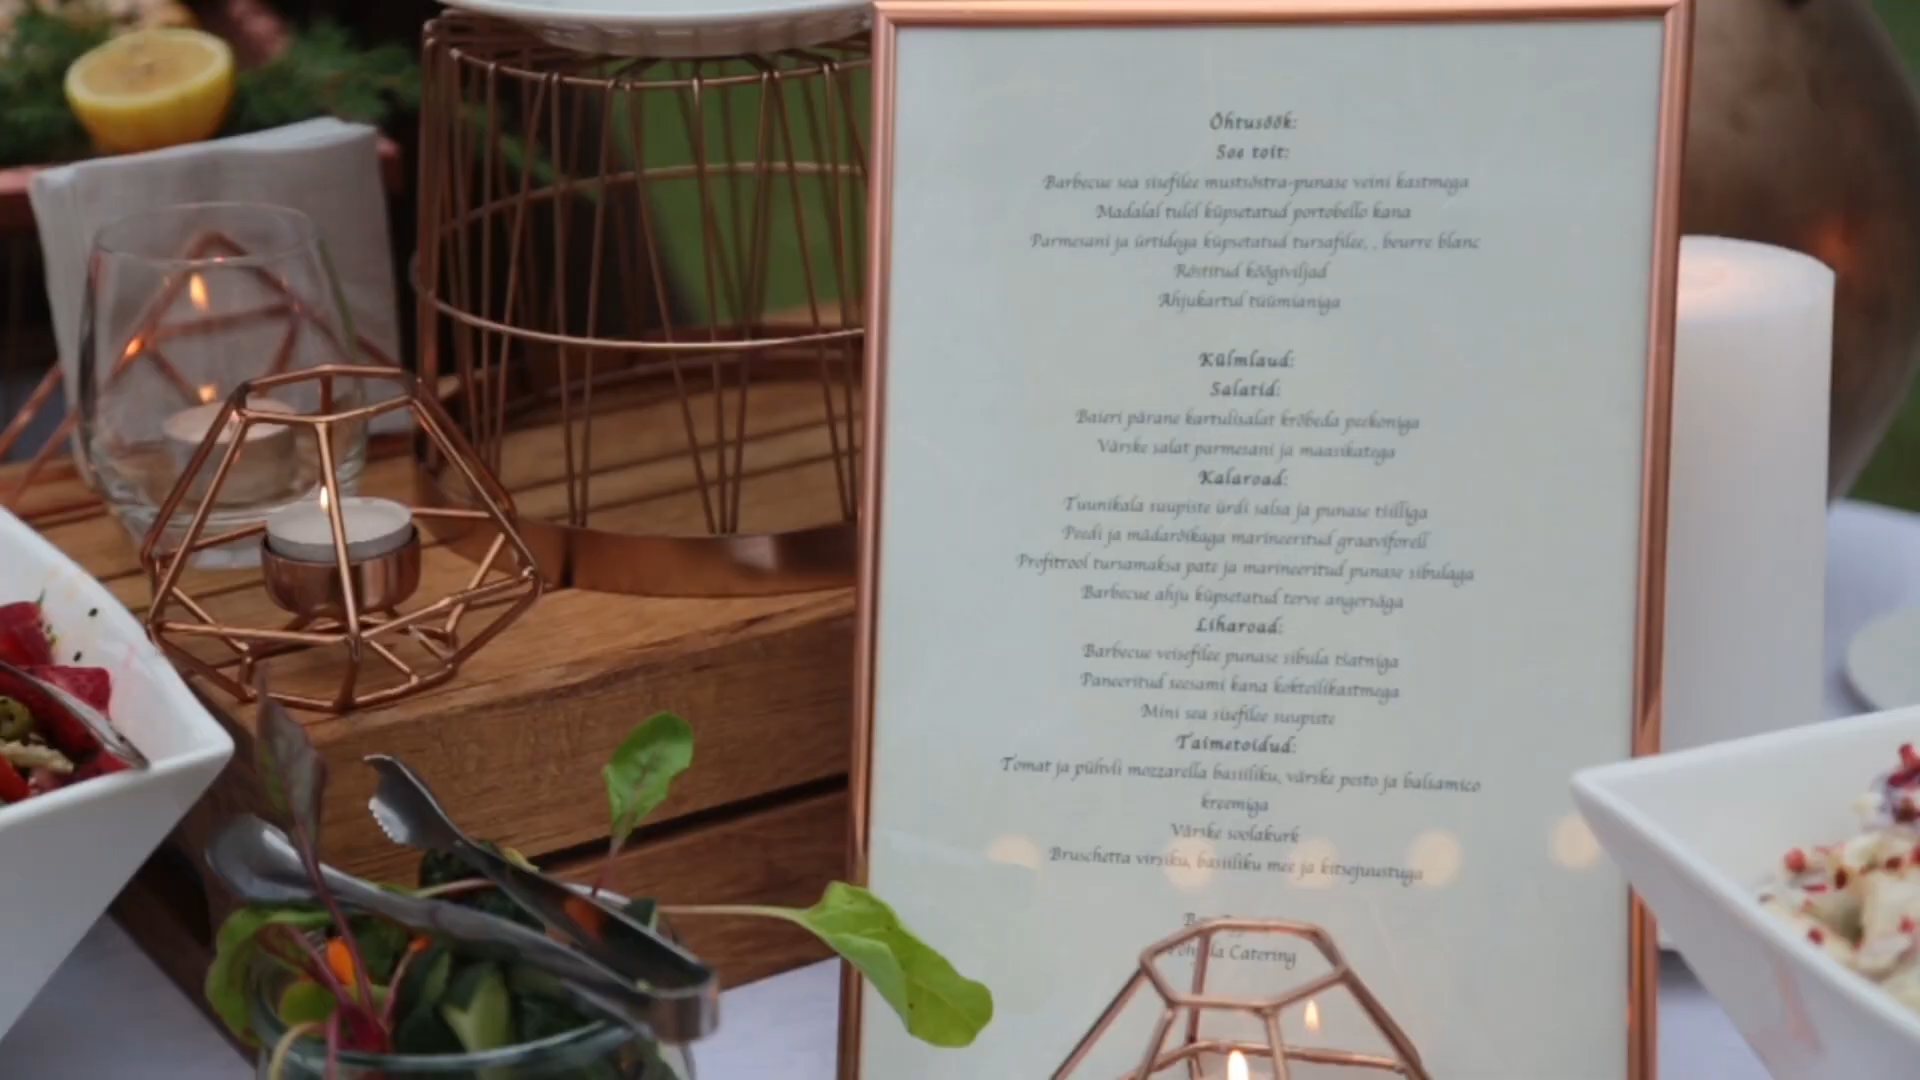 Õhtusöök:
Soe toit:
Barbecue sea sisefilee mustsõstra-punase veini kastmega
Madalal tulel küpsetatud portobello kana
Parmesani ja ürtidega küpsetatud tursafilee, , beurre blanc
Röstitud köögiviljad
Ahjukartul tüümianiga
Külmlaud:
Salatid:
Baieri pärane kartulisalat krõbeda peekoniga
Värske salat parmesani ja maasikatega
Kalaroad:
Tuunikala suupiste ürdi salsa ja punase tšilliga
Peedi ja mädarõikaga marineeritud graaviforell
Profitrool tursamaksa pate ja marineeritud punase sibulaga
Barbecue ahju küpsetatud terve angersäga
Liharoad:
Barbecue veisefilee punase sibula tšatniga
Paneeritud seesami kana kokteilikastmega
Mini sea sisefilee suupiste
Taimetoidud:
Tomat ja pühvli mozzarella basiiliku, värske pesto ja balsamico
kreemiga
Värske soolakurk
Bruschetta virsiku, basiiliku mee ja kitsejuustuga
Catering